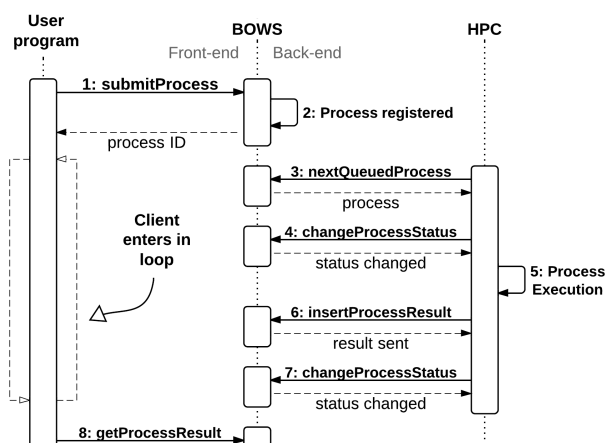 User
program
BOWS
HPC
Front-end
Back-end
1: submitProcess
2: Process registered
process ID
3: nextQueuedProcess
process
Client
enters in
loop
4: changeProcessStatus
status changed
5: Process
Execution
6: insertProcessResult
result sent
7: changeProcessStatus
status changed
8: getProcessResult